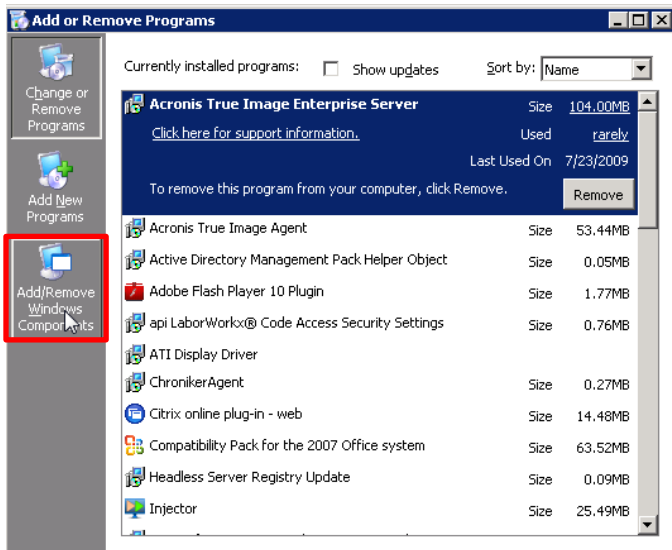 Add or Remove Programs
Change or
Remove
Programs
Add New
Programs
Add/Remove
Windows
Components
Currently installed programs: Show updates Sort by: Name
Acronis True Image Enterprise Server Size 104.00MB
Click here for support information. Used rarely
Last Used On 7/23/2009
To remove this program from your computer, click Remove. Remove
Acronis True Image Agent Size 53.44MB
Active Directory Management Pack Helper Object Size 0.05MB
Adobe Flash Player 10 Plugin Size 1.77MB
api LaborWorkx® Code Access Security Settings Size 0.76MB
ATI Display Driver
ChronikerAgent Size 0.27MB
Citrix online plug-in - web Size 14.48MB
Compatibility Pack for the 2007 Office system Size 63.52MB
Headless Server Registry Update Size 0.09MB
Injector Size 25.49MB